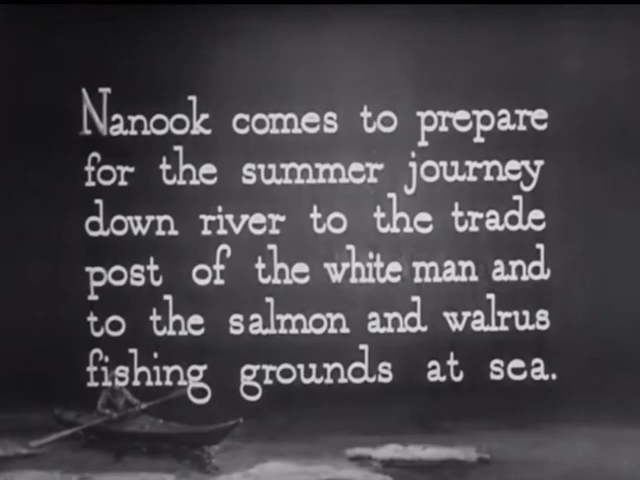 Nanook comes to prepare
for the summer journey
down river to the trade
post of the white man and
to the salmon and walrus
fishing grounds at sea.